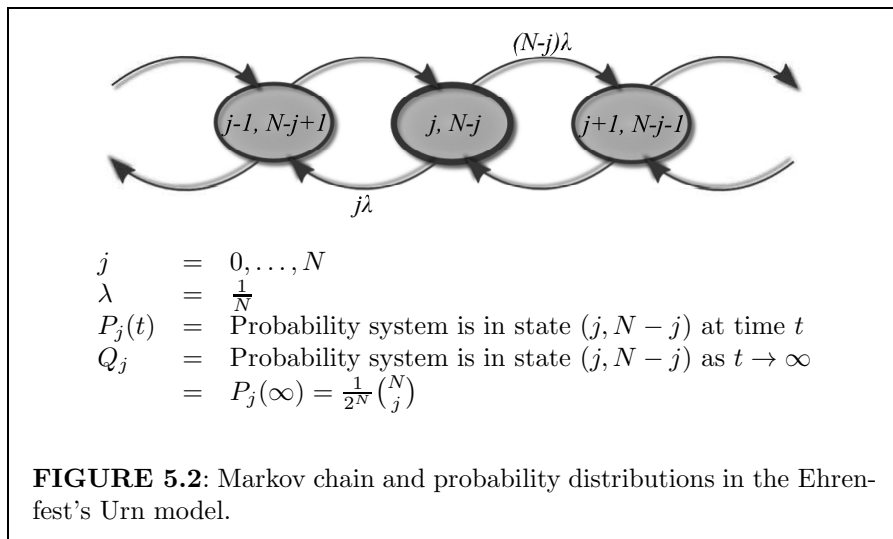 (N-j)λ
j-1, N-j+1 j, N-j j+1, N-j-1
jλ
j = 0, . . . , N
λ = 1/N
P_j(t) = Probability system is in state (j, N − j) at time t
Q_j = Probability system is in state (j, N − j) as t → ∞
= P_j(∞) = 1/2^N (N j)
FIGURE 5.2: Markov chain and probability distributions in the Ehren-
fest's Urn model.